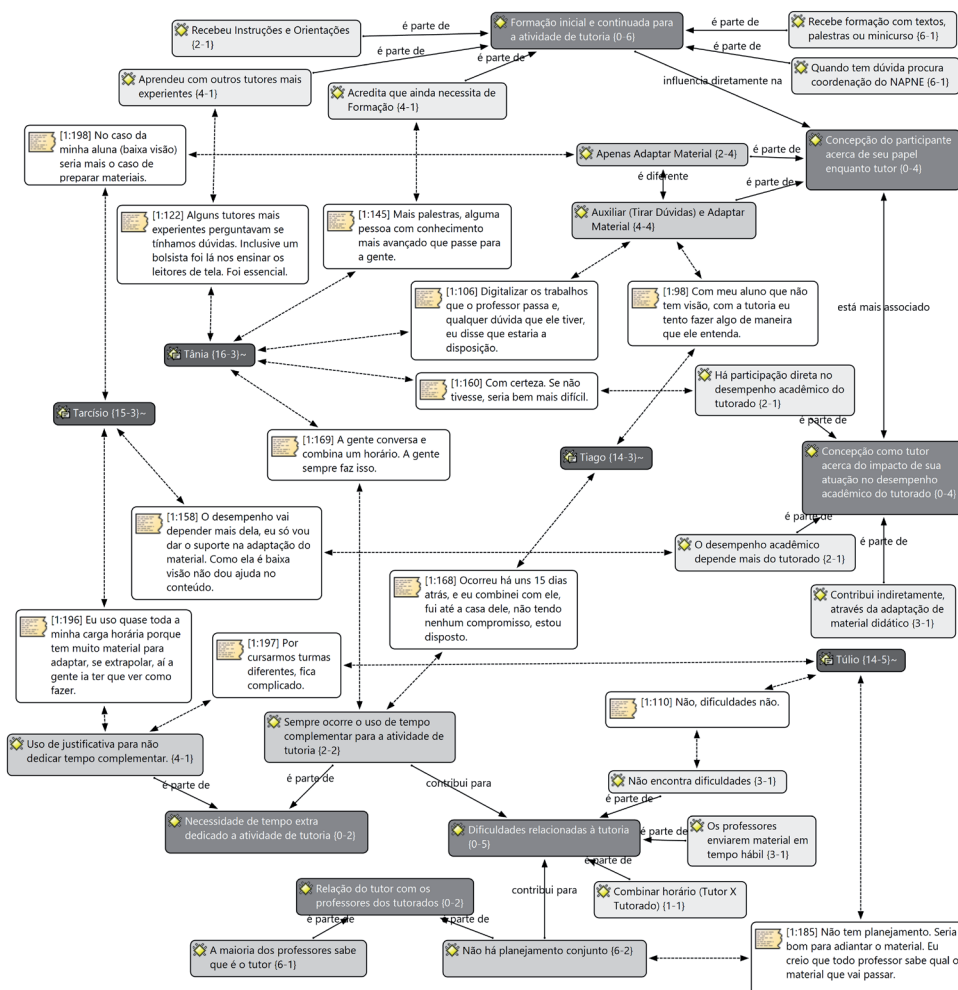 Recebeu Instruções e Orientações
{2-1}
é parte de
Formação inicial e continuada para
a atividade de tutoria {0-6}
é parte de
Recebe formação com textos,
palestras ou minicurso {6-1}
é parte de
é parte de
é parte de
Aprendeu com outros tutores mais
experientes {4-1}
Acredita que ainda necessita de
Formação {4-1}
Quando tem dúvida procura
coordenação do NAPNE {6-1}
influencia diretamente na
[1:198] No caso da
minha aluna (baixa visão)
seria mais o caso de
preparar materiais.
Apenas Adaptar Material {2-4}
é parte de
Concepção do participante
acerca de seu papel
enquanto tutor {0-4}
é diferente
é parte de
Auxiliar (Tirar Dúvidas) e Adaptar
Material {4-4}
[1:122] Alguns tutores mais
experientes perguntavam se
tínhamos dúvidas. Inclusive um
bolsista foi lá nos ensinar os
leitores de tela. Foi essencial.
[1:145] Mais palestras, alguma
pessoa com conhecimento
mais avançado que passe para
a gente.
[1:106] Digitalizar os trabalhos
que o professor passa e,
qualquer dúvida que ele tiver,
eu disse que estaria a
disposição.
[1:98] Com meu aluno que não
tem visão, com a tutoria eu
tento fazer algo de maneira
que ele entenda.
está mais associado
Tânia {16-3}~
[1:160] Com certeza. Se não
tivesse, seria bem mais difícil.
Há participação direta no
desempenho acadêmico do
tutorado {2-1}
é parte de
Tarcísio {15-3}~
[1:169] A gente conversa e
combina um horário. A gente
sempre faz isso.
Tiago {14-3}~
Concepção como tutor
acerca do impacto de sua
atuação no desempenho
acadêmico do tutorado {0-4}
[1:158] O desempenho vai
depender mais dela, eu só vou
dar o suporte na adaptação do
material. Como ela é baixa
visão não dou ajuda no
conteúdo.
é parte de
é parte de
O desempenho acadêmico
depende mais do tutorado {2-1}
[1:168] Ocorreu há uns 15 dias
atrás, e eu combinei com ele,
fui até a casa dele, não tendo
nenhum compromisso, estou
disposto.
Contribui indiretamente,
através da adaptação de
material didático {3-1}
[1:196] Eu uso quase toda a
minha carga horária porque
tem muito material para
adaptar, se extrapolar, aí a
gente ia ter que ver como
fazer.
[1:197] Por
cursarmos turmas
diferentes, fica
complicado.
Túlio {14-5}~
[1:110] Não, dificuldades não.
Uso de justificativa para não
dedicar tempo complementar. {4-1}
Sempre ocorre o uso de tempo
complementar para a atividade de
tutoria {2-2}
é parte de
é parte de
contribui para
Não encontra dificuldades {3-1}
é parte de
Necessidade de tempo extra
dedicado a atividade de tutoria {0-2}
Dificuldades relacionadas à tutoria
{0-5}
é parte de
Os professores
enviarem material em
tempo hábil {3-1}
é parte de
Relação do tutor com os
professores dos tutorados {0-2}
contribui para
Combinar horário (Tutor X
Tutorado) {1-1}
é parte de
é parte de
A maioria dos professores sabe
que é o tutor {6-1}
Não há planejamento conjunto {6-2}
[1:185] Não tem planejamento. Seria
bom para adiantar o material. Eu
creio que todo professor sabe qual o
material que vai passar.